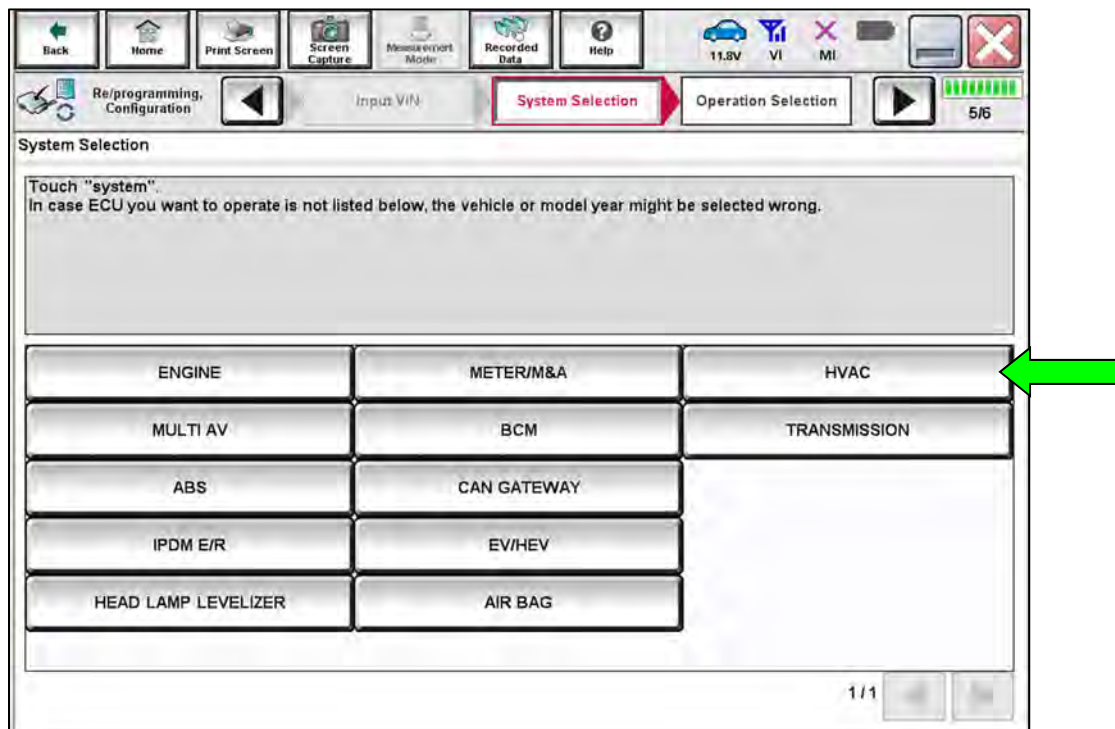 Back
Home
Print Screen
Screen Capture
Measurement Mode
Recorded Data
Help
11.8V
VI
MI
Re/programming, Configuration
Input VIN
System Selection
Operation Selection
5/6
System Selection
Touch "system".
In case ECU you want to operate is not listed below, the vehicle or model year might be selected wrong.
ENGINE
METER/M&A
HVAC
MULTI AV
BCM
TRANSMISSION
ABS
CAN GATEWAY
IPDM E/R
EV/HEV
HEAD LAMP LEVELIZER
AIR BAG
1/1